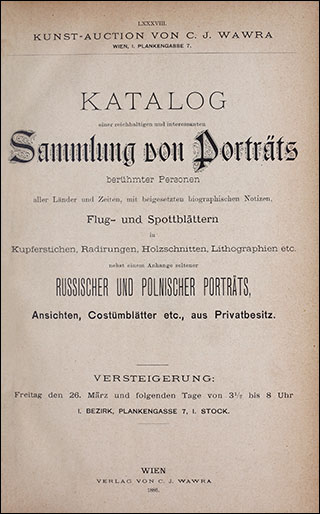 LXXXVIII.
KUNST-AUCTION VON C. J. WAWRA
WIEN, I. PLANKENGASSE 7.
KATALOG
einer reichhaltigen und interessanten
Sammlung von Porträts
berühmter Personen
aller Länder und Zeiten, mit beigesetzten biographischen Notizen,
Flug- und Spottblättern
in
Kupferstichen, Radirungen, Holzschnitten, Lithographien etc.
nebst einem Anhange seltener
RUSSISCHER UND POLNISCHER PORTRÄTS,
Ansichten, Costümblätter etc., aus Privatbesitz.
VERSTEIGERUNG:
Freitag den 26. März und folgenden Tage von 3½ bis 8 Uhr
I. BEZIRK, PLANKENGASSE 7, I. STOCK.
WIEN
VERLAG VON C. J. WAWRA